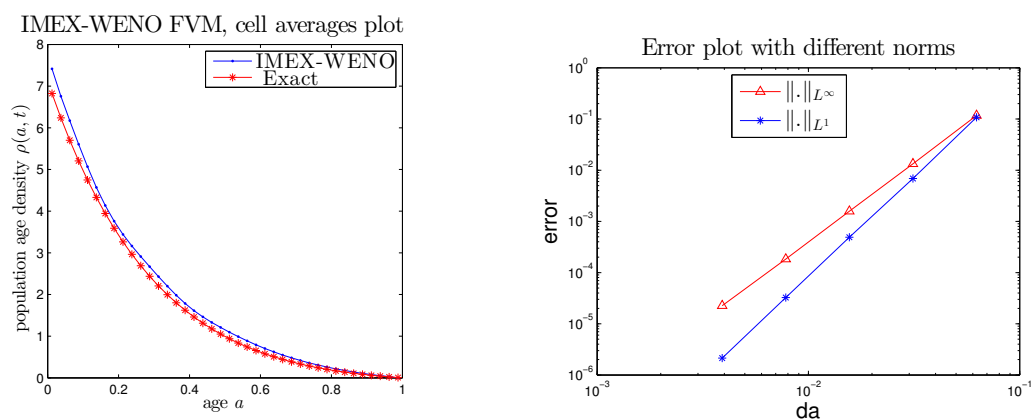 IMEX-WENO FVM, cell averages plot
8
7
6
5
4
3
2
1
0
0
0.2
0.4
0.6
0.8
1
population age density ρ(a, t)
age a
IMEX-WENO
Exact
Error plot with different norms
10^0
10^-1
10^-2
10^-3
10^-4
10^-5
10^-6
10^-3
10^-2
10^-1
error
da
‖.‖_{L^∞}
‖.‖_{L^1}